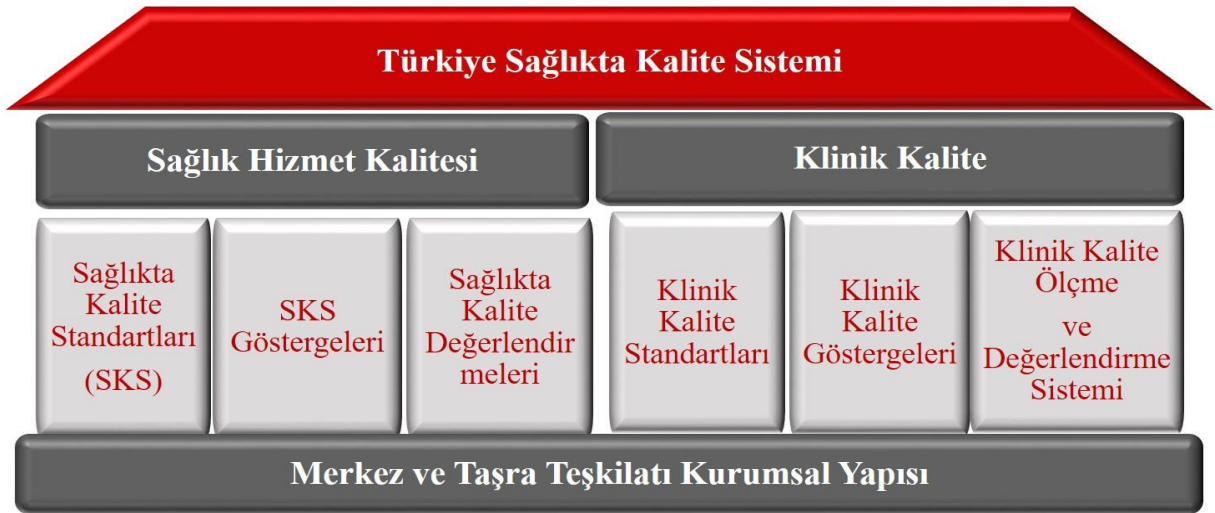 Türkiye Sağlıkta Kalite Sistemi
Sağlık Hizmet Kalitesi
Klinik Kalite
Sağlıkta
Kalite
Standartları
(SKS)
SKS
Göstergeleri
Sağlıkta
Kalite
Değerlendir
meleri
Klinik
Kalite
Standartları
Klinik
Kalite
Göstergeleri
Klinik Kalite
Ölçme
ve
Değerlendirme
Sistemi
Merkez ve Taşra Teşkilatı Kurumsal Yapısı